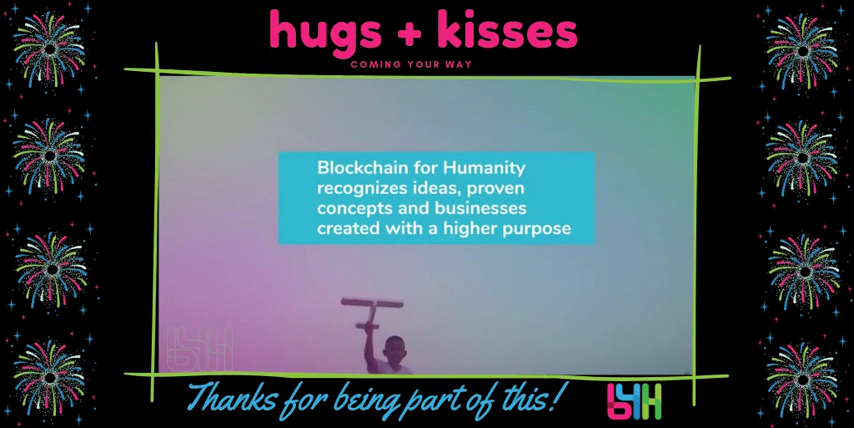 hugs + kisses
COMING YOUR WAY
Blockchain for Humanity
recognizes ideas, proven
concepts and businesses
created with a higher purpose
b4H
Thanks for being part of this!
b4H